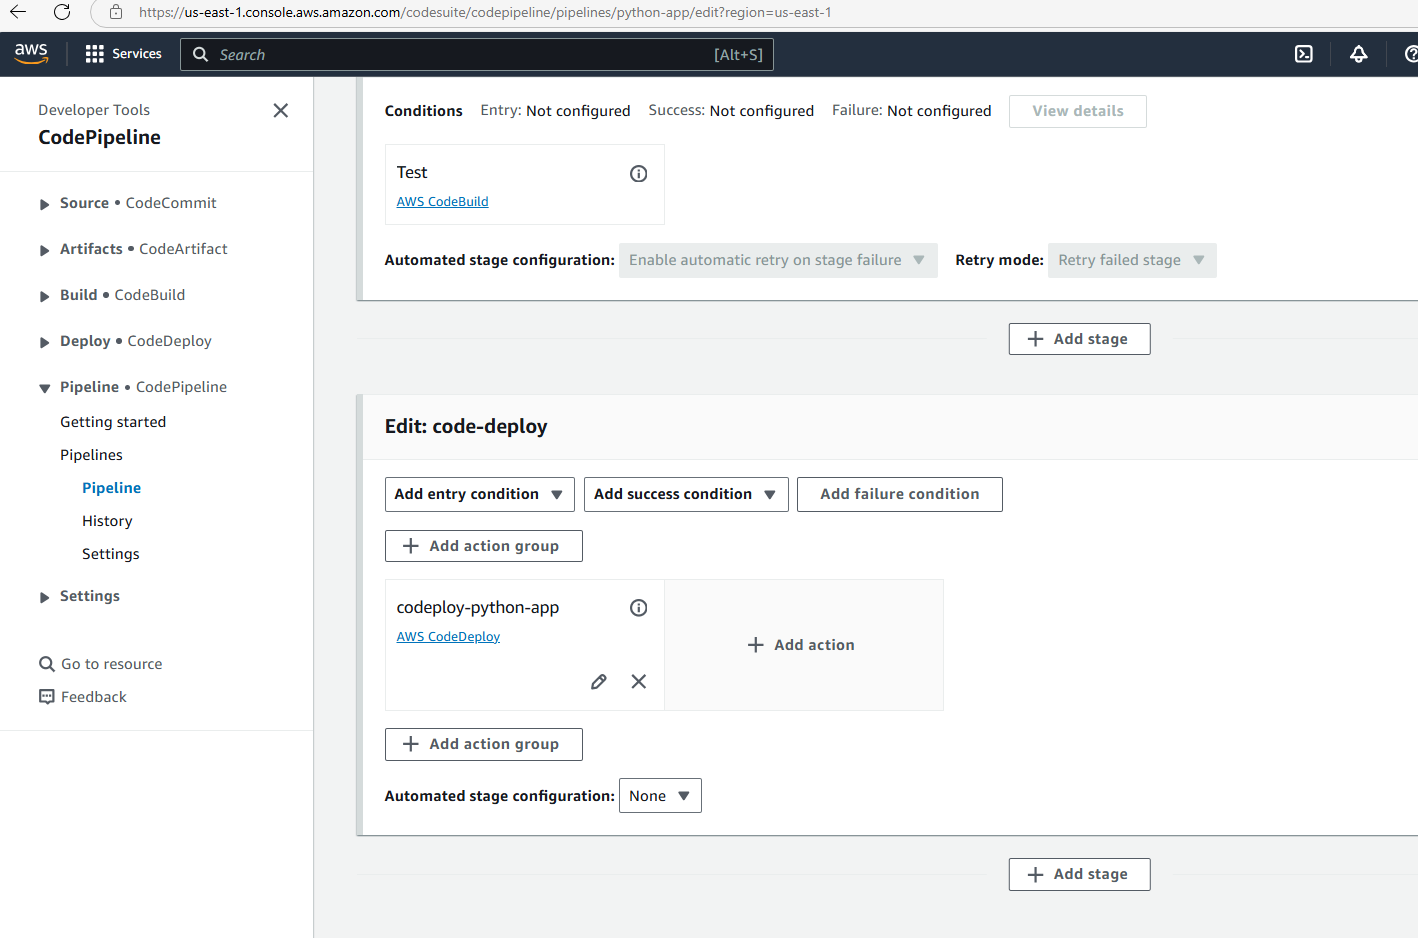 https://us-east-1.console.aws.amazon.com/codesuite/codepipeline/pipelines/python-app/edit?region=us-east-1
aws
Services
Search
[Alt+S]
Developer Tools
CodePipeline
Source • CodeCommit
Artifacts • CodeArtifact
Build • CodeBuild
Deploy • CodeDeploy
Pipeline • CodePipeline
Getting started
Pipelines
Pipeline
History
Settings
Settings
Go to resource
Feedback
Conditions Entry: Not configured Success: Not configured Failure: Not configured View details
Test
AWS CodeBuild
Automated stage configuration: Enable automatic retry on stage failure Retry mode: Retry failed stage
Add stage
Edit: code-deploy
Add entry condition Add success condition Add failure condition
Add action group
codeploy-python-app
AWS CodeDeploy
Add action
Add action group
Automated stage configuration: None
Add stage